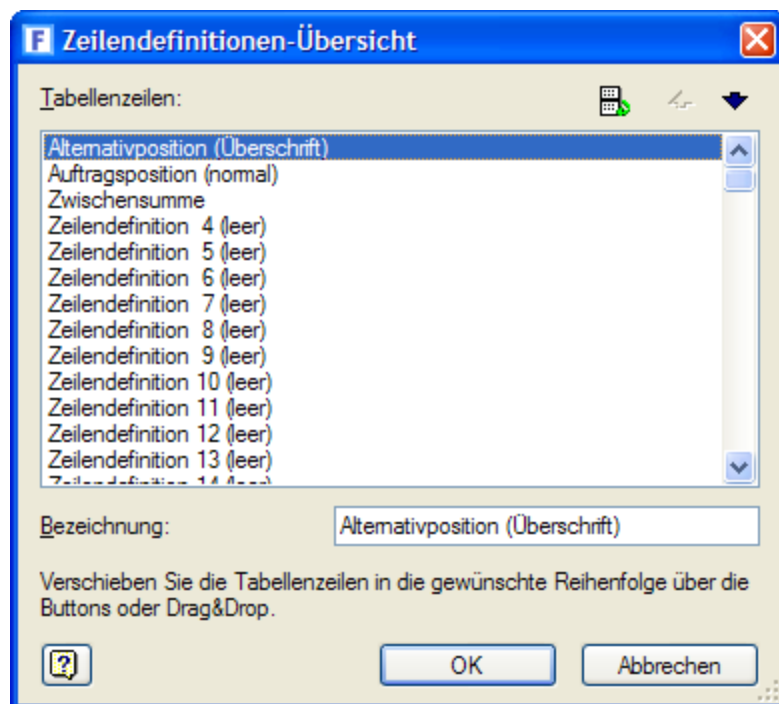 F Zeilendefinitionen-Übersicht
Tabellenzeilen:
Alternativposition (Überschrift)
Auftragsposition (normal)
Zwischensumme
Zeilendefinition 4 (leer)
Zeilendefinition 5 (leer)
Zeilendefinition 6 (leer)
Zeilendefinition 7 (leer)
Zeilendefinition 8 (leer)
Zeilendefinition 9 (leer)
Zeilendefinition 10 (leer)
Zeilendefinition 11 (leer)
Zeilendefinition 12 (leer)
Zeilendefinition 13 (leer)
Zeilendefinition 14 (leer)
Bezeichnung:
Alternativposition (Überschrift)
Verschieben Sie die Tabellenzeilen in die gewünschte Reihenfolge über die
Buttons oder Drag&Drop.
?
OK
Abbrechen